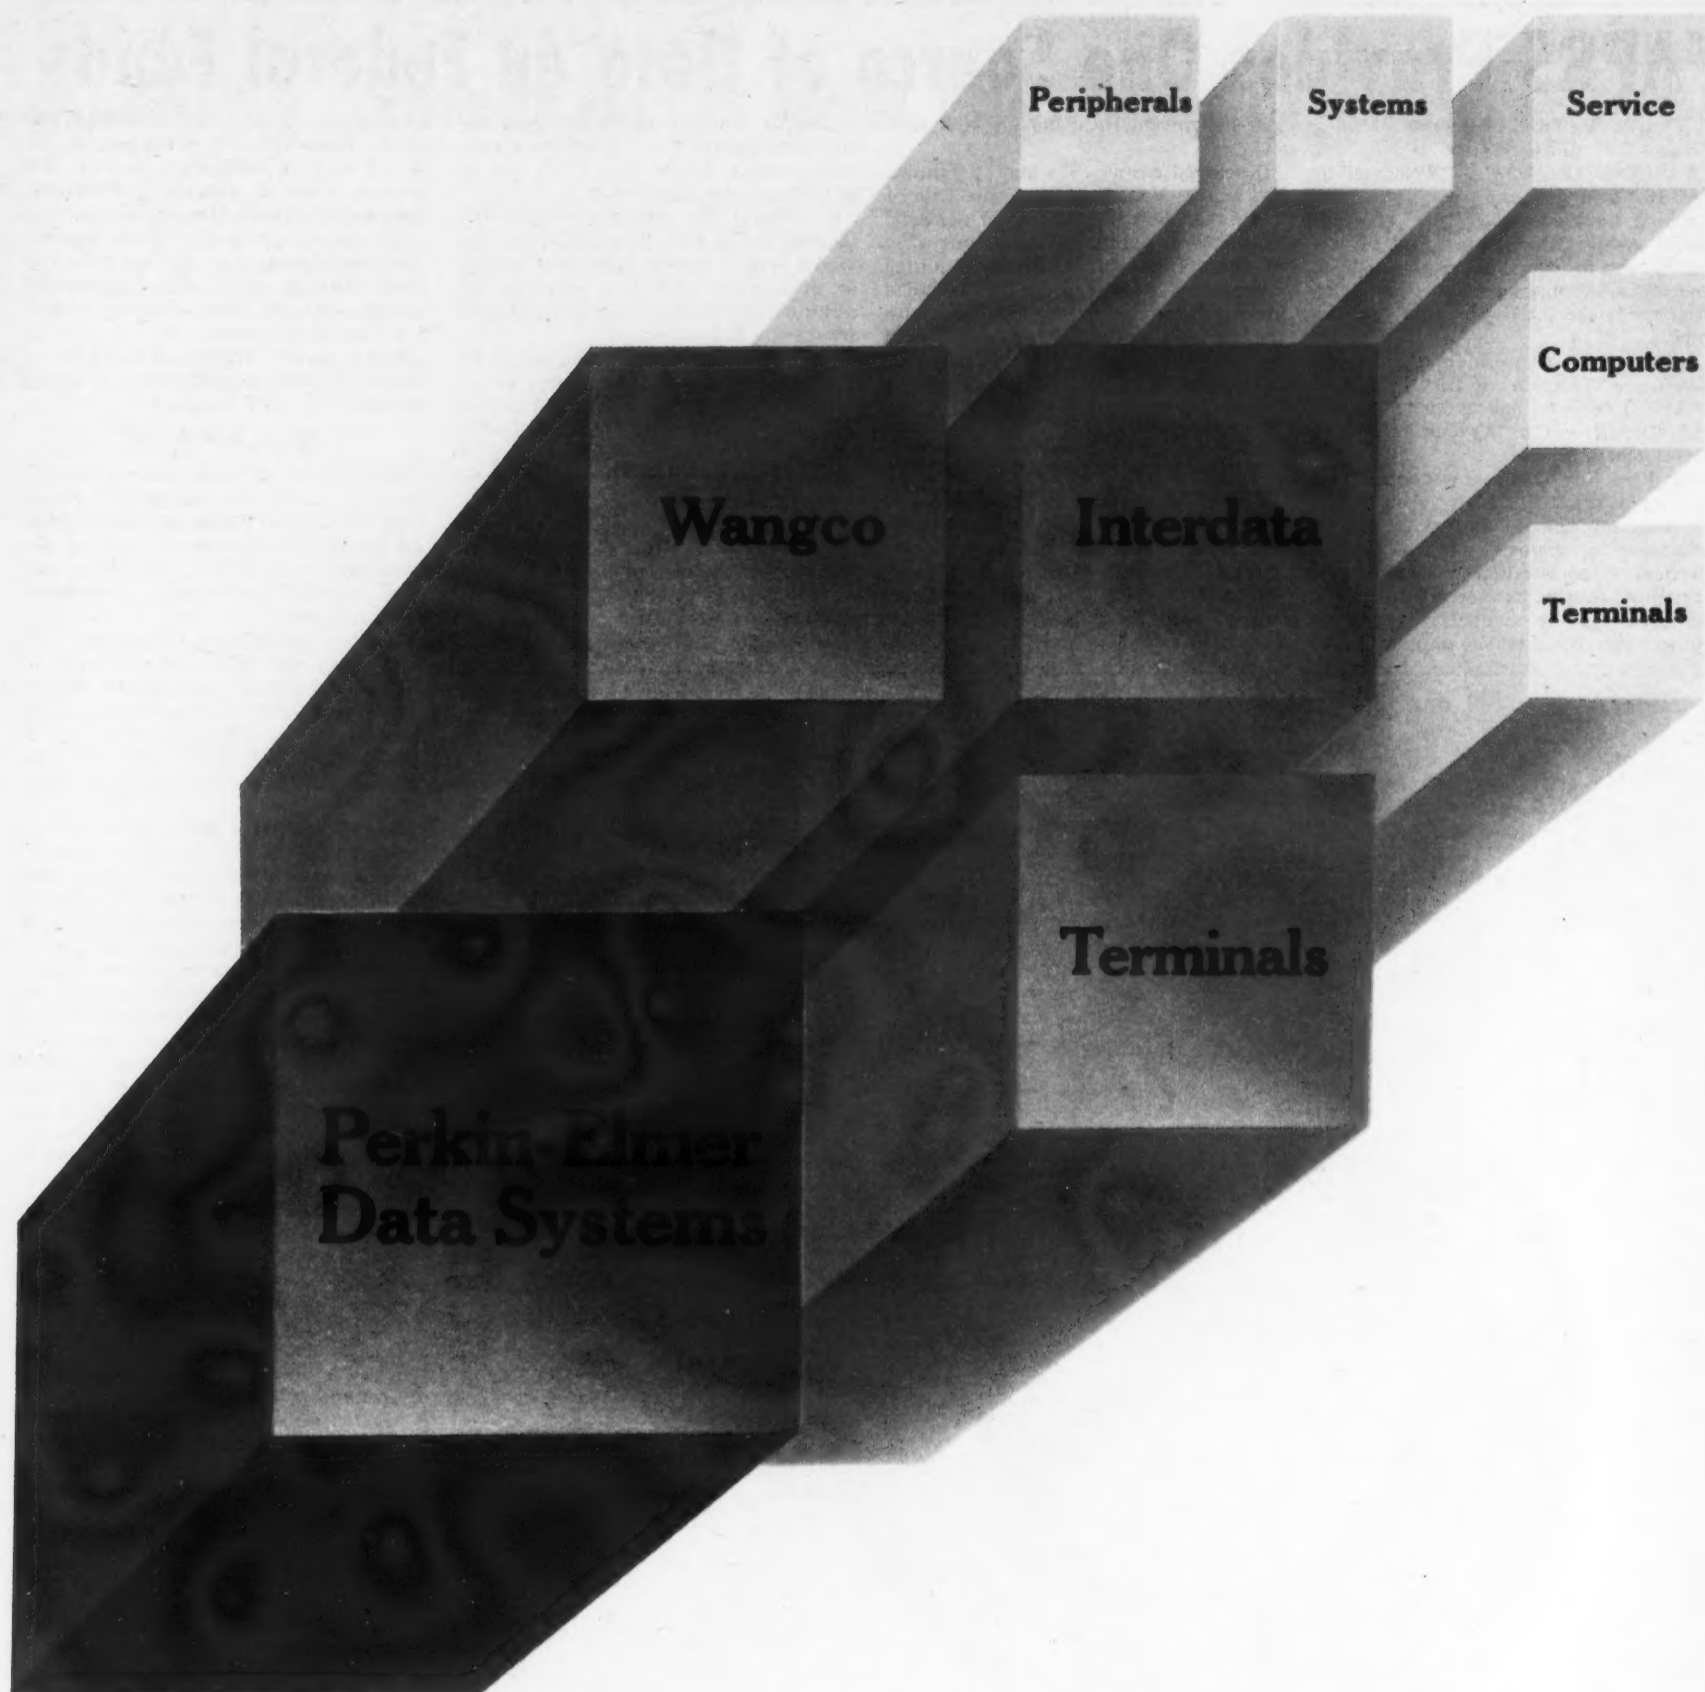 Peripherals
Systems
Service
Computers
Wangco
Interdata
Terminals
Terminals
Perkin-Elmer
Data Systems